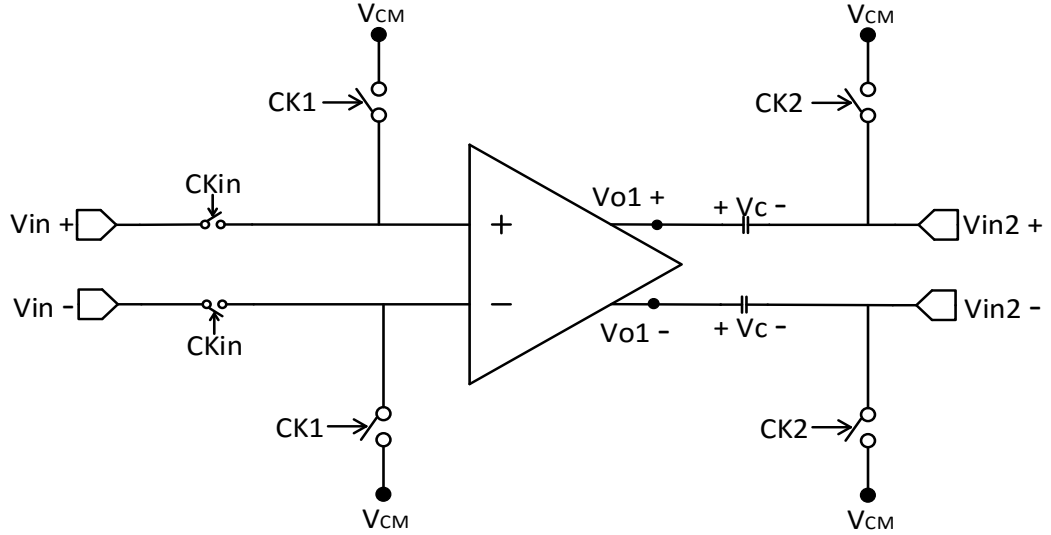 VCM
VCM
CK1
CK2
CKin
Vo1 +
+ Vc -
Vin +
+
Vin2 +
Vin -
−
Vin2 -
CKin
Vo1 -
+ Vc -
CK1
CK2
VCM
VCM